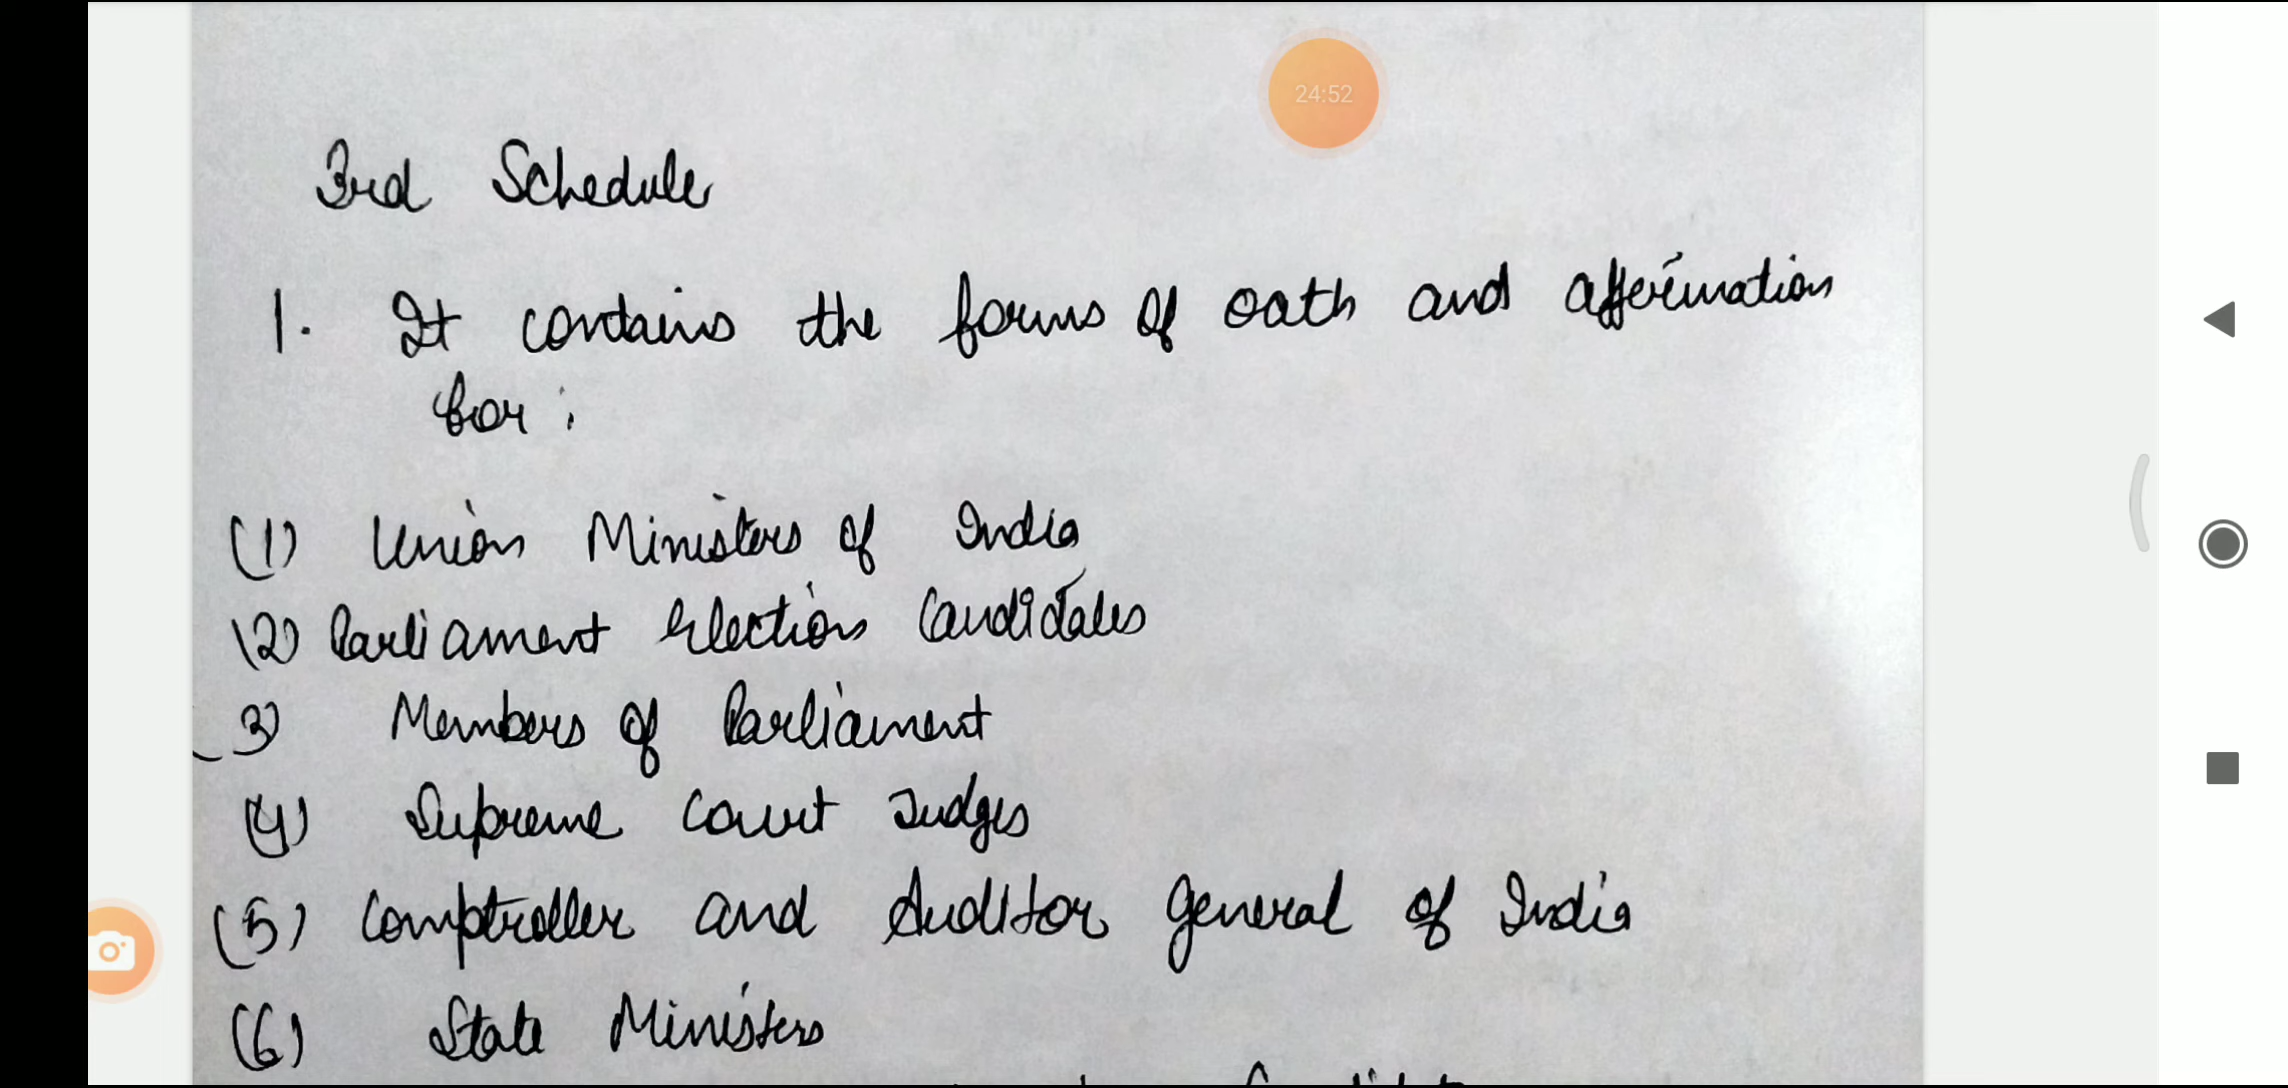 24:52
3rd Schedule
1. It contains the forms of oath and affirmation
for :
(1) Union Ministers of India
(2) Parliament Election Candidates
(3) Members of Parliament
(4) Supreme Court Judges
(5) Comptroller and Auditor General of India
(6) State Ministers